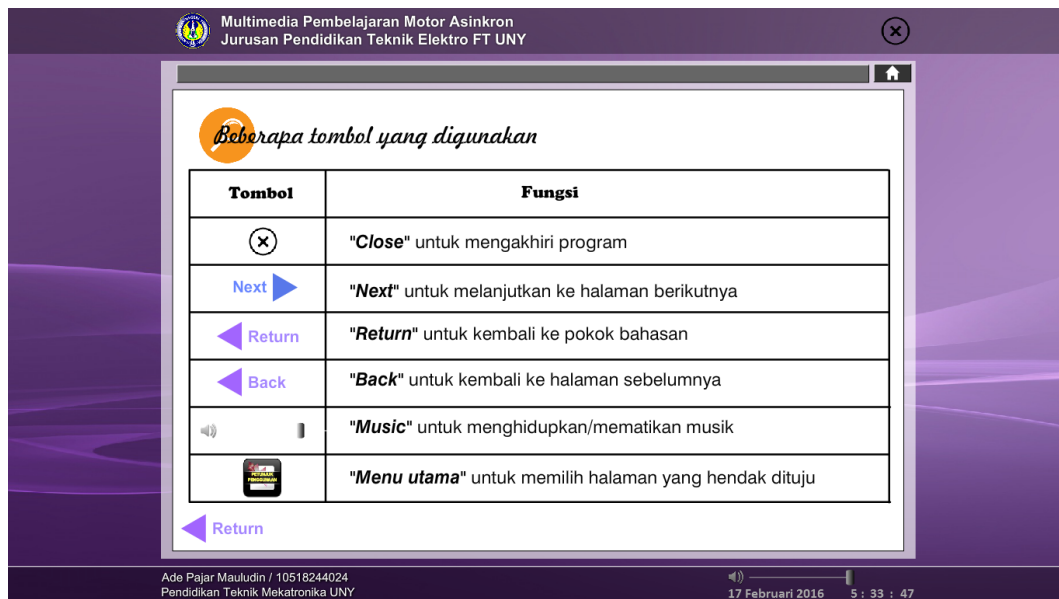 Multimedia Pembelajaran Motor Asinkron
Jurusan Pendidikan Teknik Elektro FT UNY
Beberapa tombol yang digunakan
Tombol Fungsi
"Close" untuk mengakhiri program
Next "Next" untuk melanjutkan ke halaman berikutnya
Return "Return" untuk kembali ke pokok bahasan
Back "Back" untuk kembali ke halaman sebelumnya
"Music" untuk menghidupkan/mematikan musik
PETUNJUK
PENGGUNAAN
"Menu utama" untuk memilih halaman yang hendak dituju
Return
Ade Pajar Mauludin / 10518244024
Pendidikan Teknik Mekatronika UNY
17 Februari 2016 5 : 33 : 47